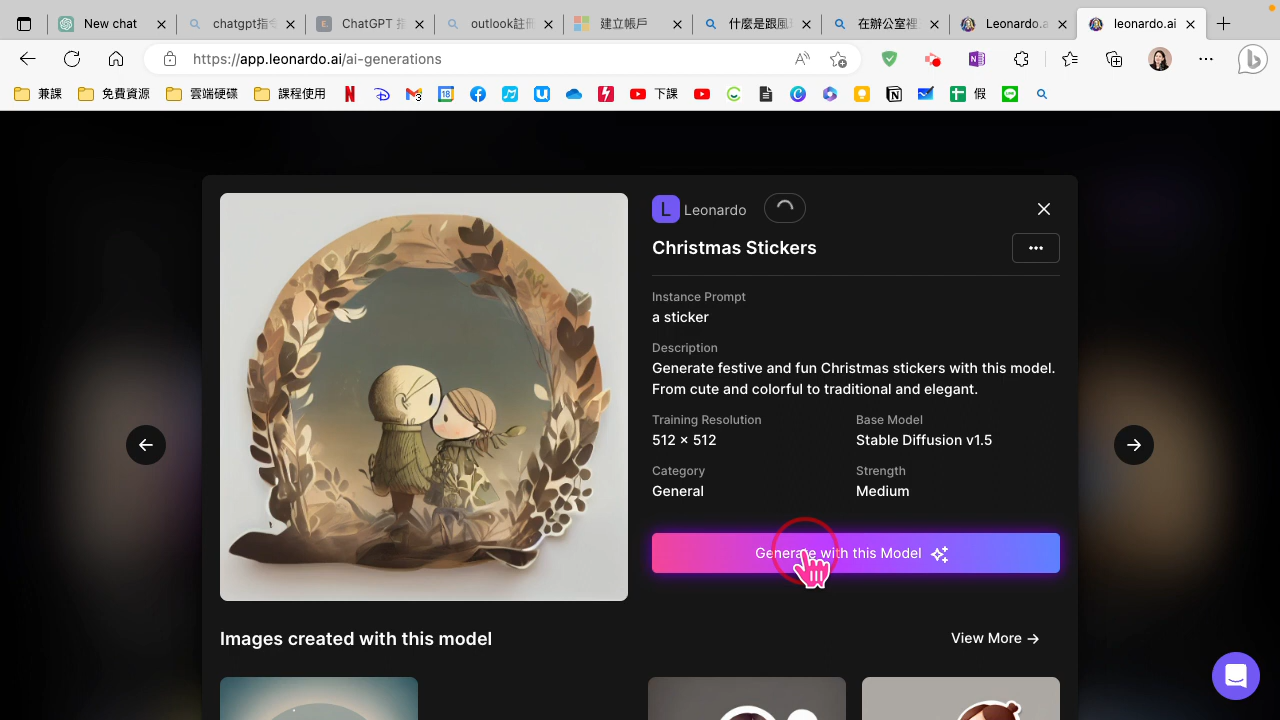 New chat
chatgpt指令
ChatGPT 指
outlook註冊
建立帳戶
什麼是跟風
在辦公室裡
Leonardo.a
leonardo.ai
https://app.leonardo.ai/ai-generations
兼課
免費資源
雲端硬碟
課程使用
下課
假
L Leonardo
Christmas Stickers
Instance Prompt
a sticker
Description
Generate festive and fun Christmas stickers with this model.
From cute and colorful to traditional and elegant.
Training Resolution
Base Model
512 x 512
Stable Diffusion v1.5
Category
Strength
General
Medium
Generate with this Model
Images created with this model
View More →